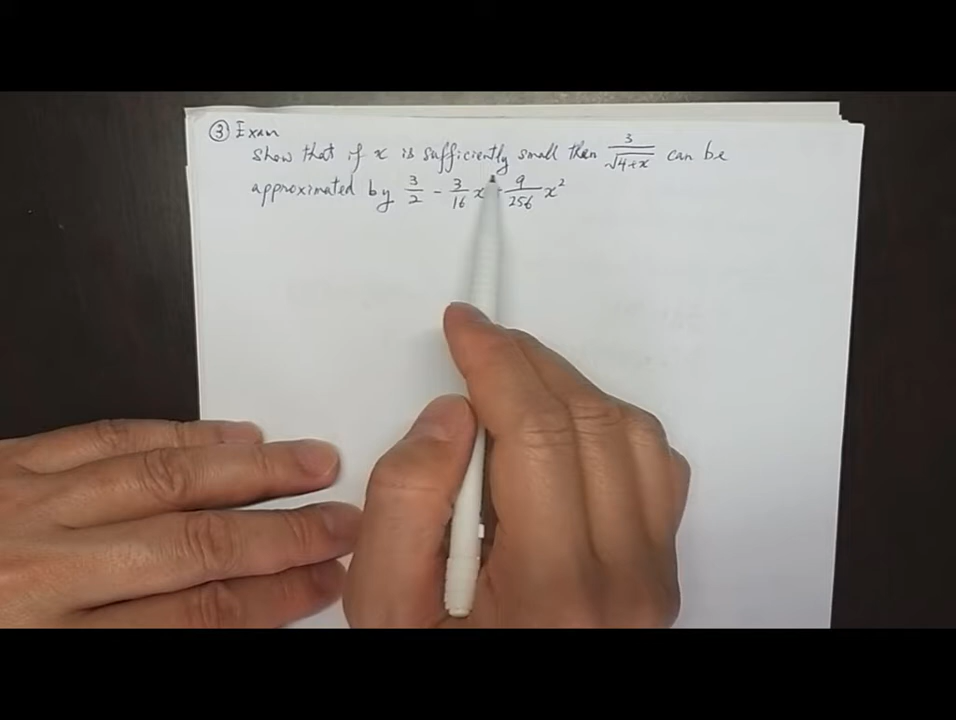 ③ Exam
show that if x is sufficiently small then 3/√(4+x) can be
approximated by 3/2 - 3/16 x + 9/256 x²